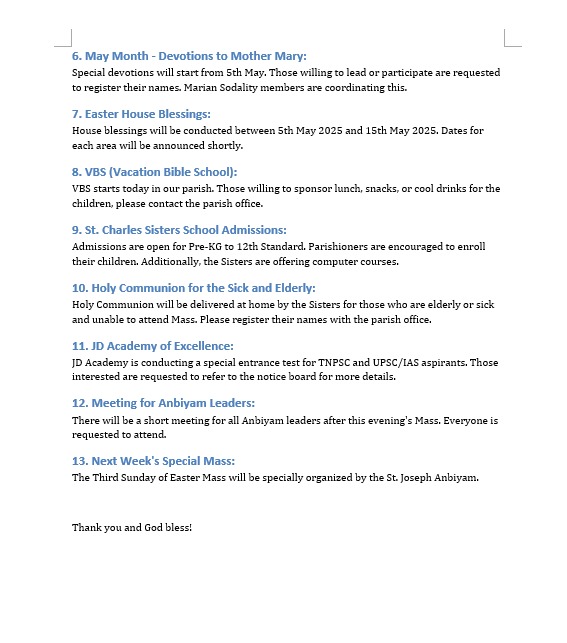 6. May Month - Devotions to Mother Mary:
Special devotions will start from 5th May. Those willing to lead or participate are requested
to register their names. Marian Sodality members are coordinating this.
7. Easter House Blessings:
House blessings will be conducted between 5th May 2025 and 15th May 2025. Dates for
each area will be announced shortly.
8. VBS (Vacation Bible School):
VBS starts today in our parish. Those willing to sponsor lunch, snacks, or cool drinks for the
children, please contact the parish office.
9. St. Charles Sisters School Admissions:
Admissions are open for Pre-KG to 12th Standard. Parishioners are encouraged to enroll
their children. Additionally, the Sisters are offering computer courses.
10. Holy Communion for the Sick and Elderly:
Holy Communion will be delivered at home by the Sisters for those who are elderly or sick
and unable to attend Mass. Please register their names with the parish office.
11. JD Academy of Excellence:
JD Academy is conducting a special entrance test for TNPSC and UPSC/IAS aspirants. Those
interested are requested to refer to the notice board for more details.
12. Meeting for Anbiyam Leaders:
There will be a short meeting for all Anbiyam leaders after this evening's Mass. Everyone is
requested to attend.
13. Next Week's Special Mass:
The Third Sunday of Easter Mass will be specially organized by the St. Joseph Anbiyam.
Thank you and God bless!